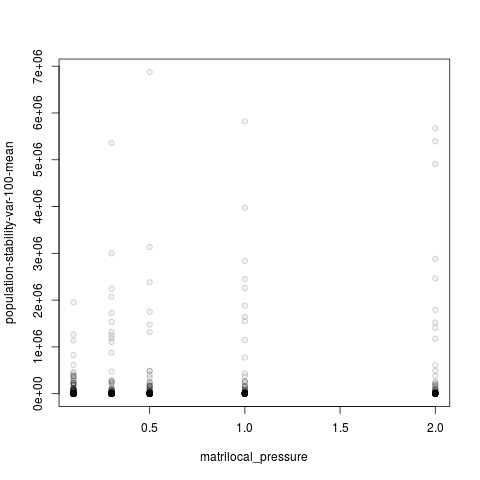 population-stability-var-100-mean
7e+06
6e+06
5e+06
4e+06
3e+06
2e+06
1e+06
0e+00
0.5
1.0
1.5
2.0
matrilocal_pressure